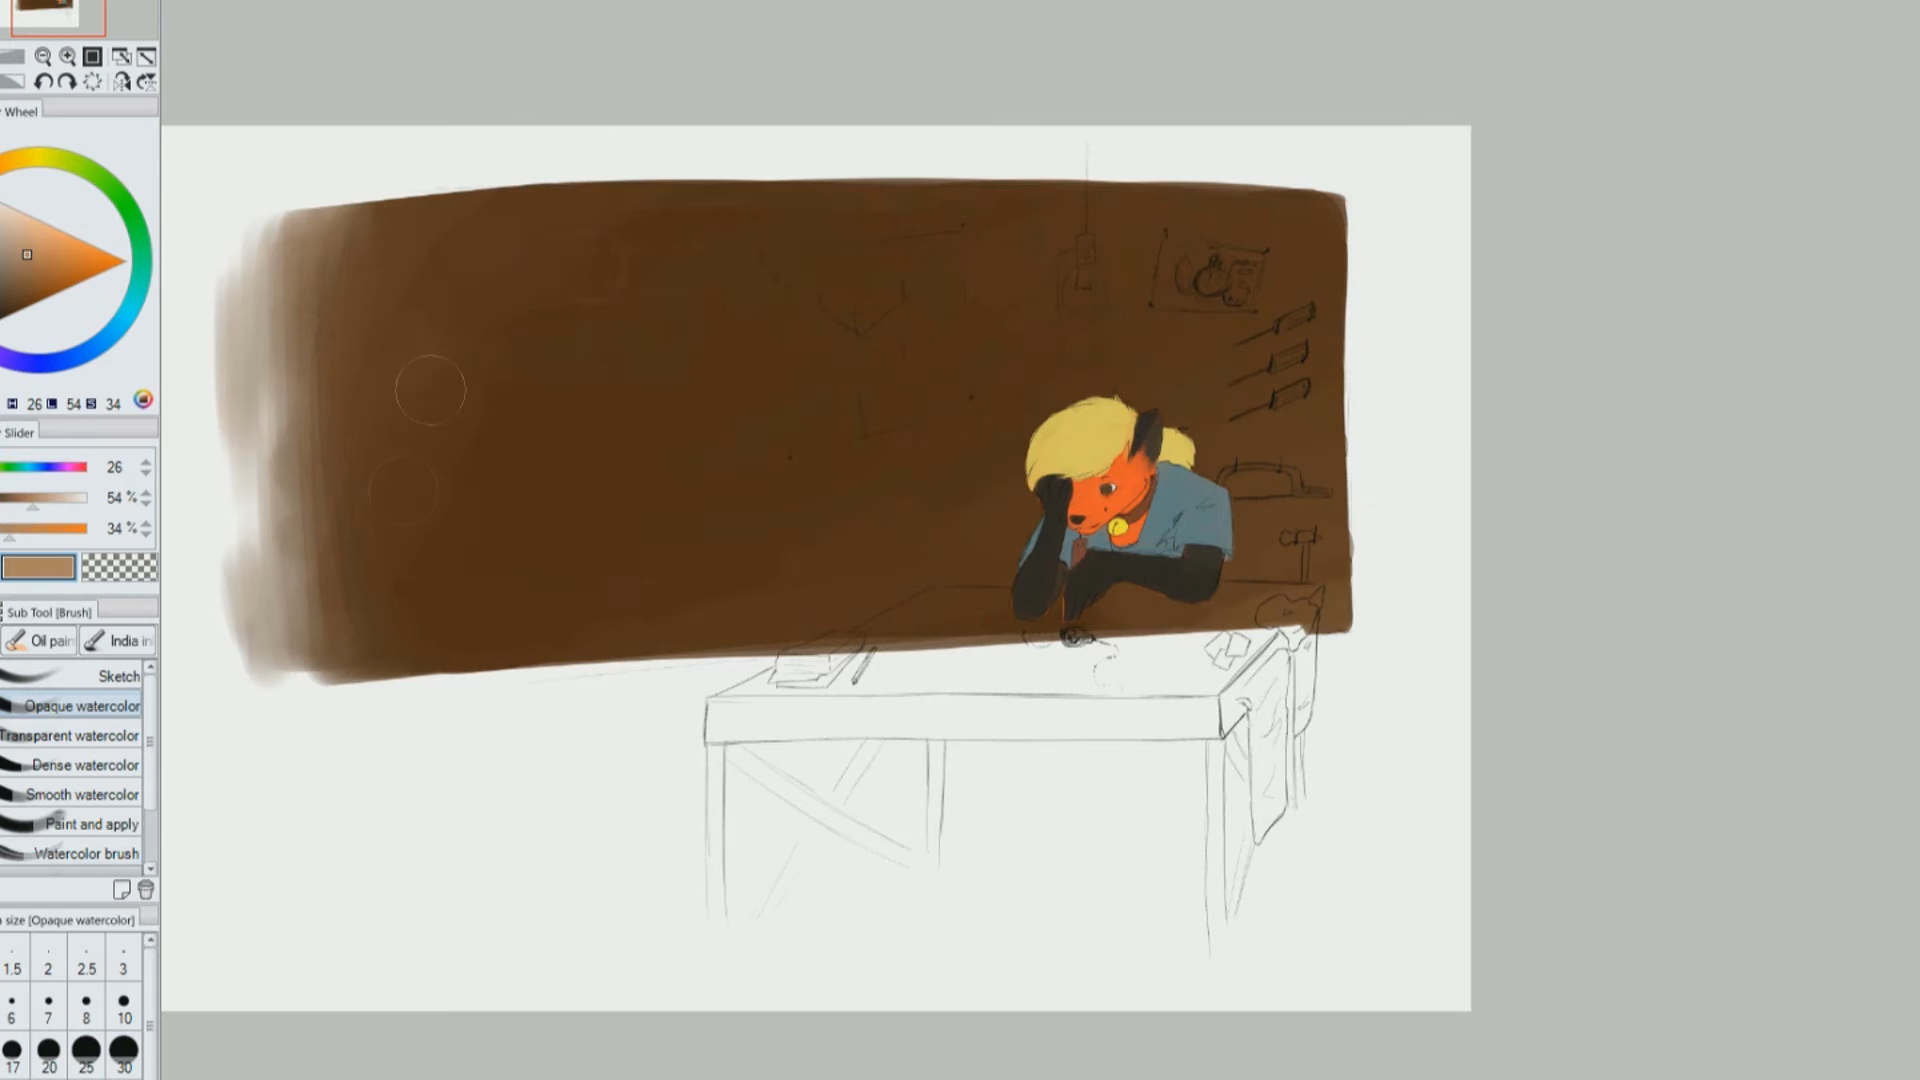 Wheel
H 26 L 54 S 34
Slider
26
54 %
34 %
Sub Tool [Brush]
Oil pain India in
Sketch
Opaque watercolor
Transparent watercolor
Dense watercolor
Smooth watercolor
Paint and apply
Watercolor brush
size [Opaque watercolor]
1.5 2 2.5 3
6 7 8 10
17 20 25 30